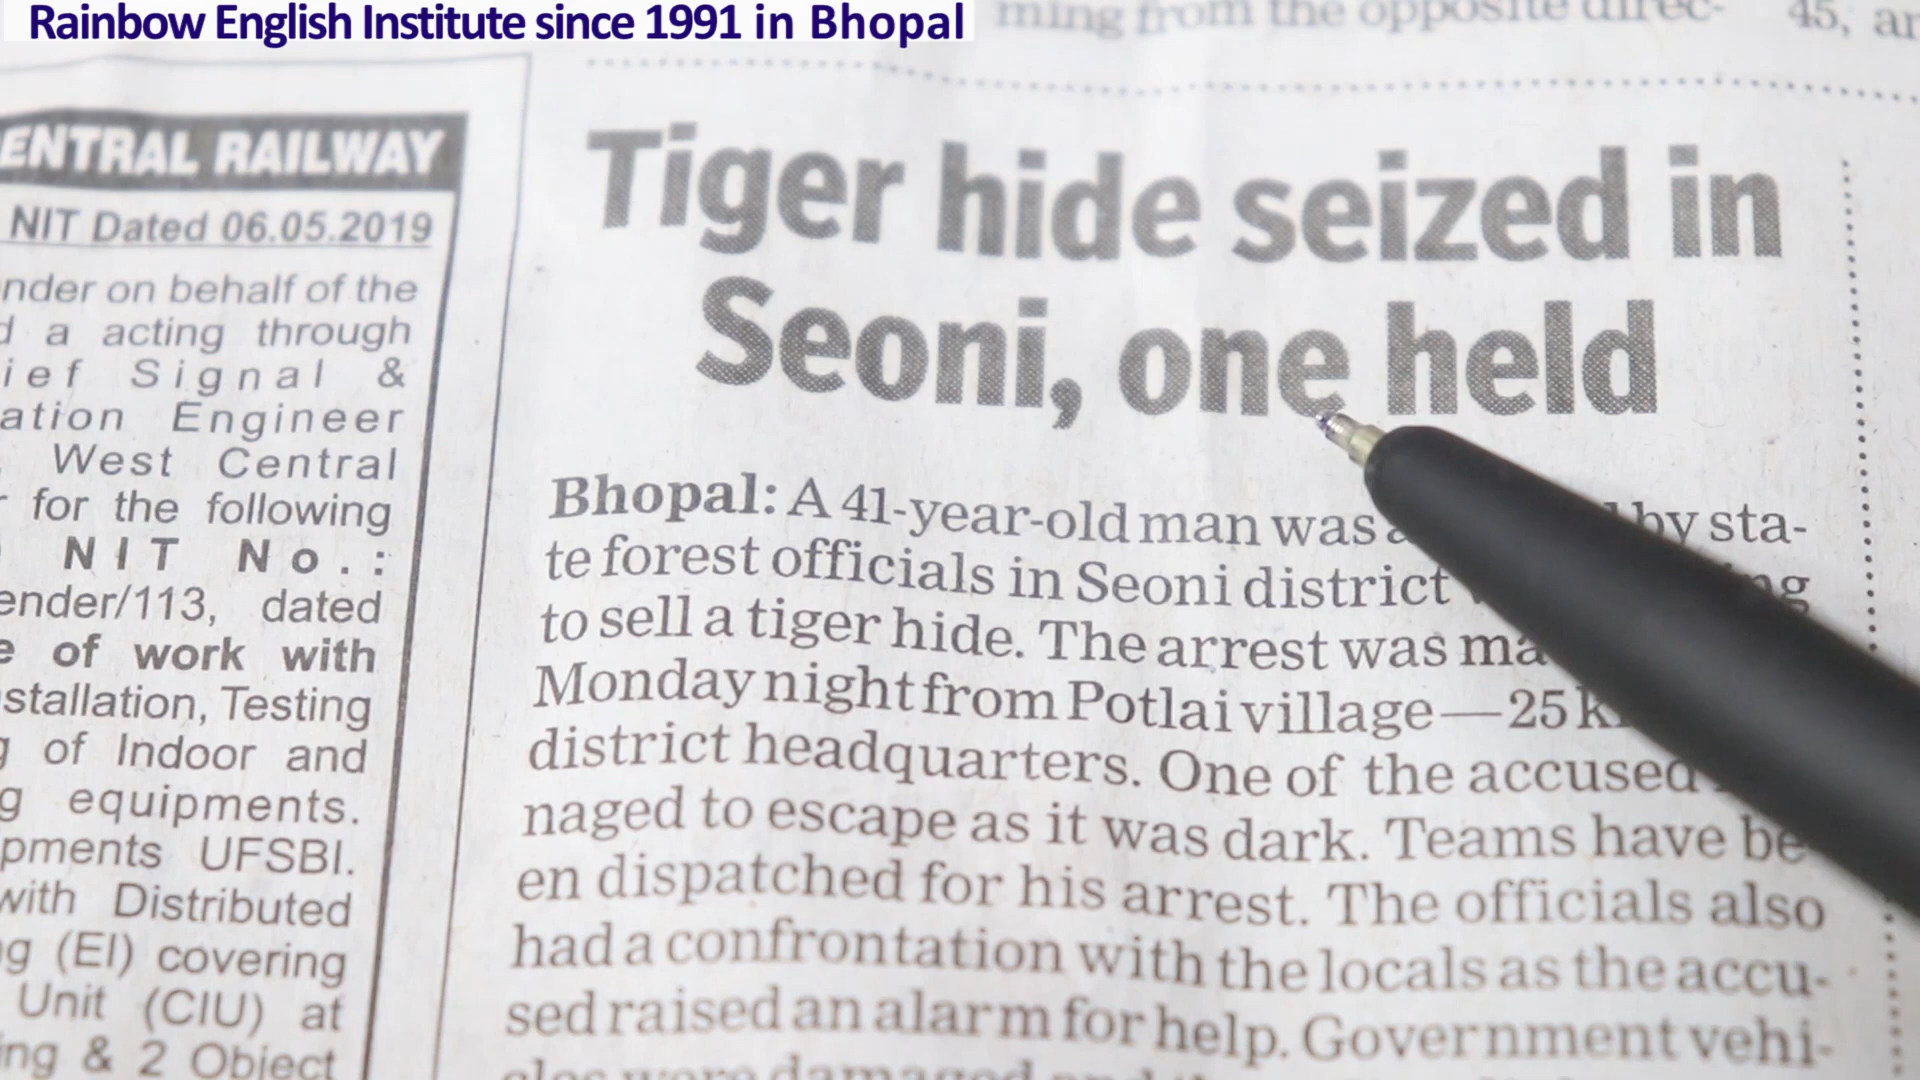 Rainbow English Institute since 1991 in Bhopal
ming from the opposite direc-
45, an
ENTRAL RAILWAY
NIT Dated 06.05.2019
nder on behalf of the
d a acting through
ief Signal &
ation Engineer
West Central
for the following
NIT No.:
ender/113, dated
e of work with
stallation, Testing
g of Indoor and
g equipments.
pments UFSBI.
with Distributed
g (EI) covering
Unit (CIU) at
ing & 2 Object
Tiger hide seized in
Seoni, one held
Bhopal: A 41-year-old man was by sta-
te forest officials in Seoni district
to sell a tiger hide. The arrest was
Monday night from Potlai village—25
district headquarters. One of the accused
naged to escape as it was dark. Teams have be-
en dispatched for his arrest. The officials also
had a confrontation with the locals as the accu-
sed raised an alarm for help. Government vehi-
cles were damaged and